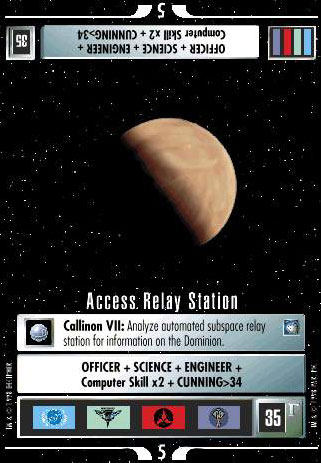 5
OFFICER + SCIENCE + ENGINEER +
Computer Skill x2 + CUNNING>34
35
Access Relay Station
Callinon VII: Analyze automated subspace relay
station for information on the Dominion.
OFFICER + SCIENCE + ENGINEER +
Computer Skill x2 + CUNNING>34
35
Γ
5